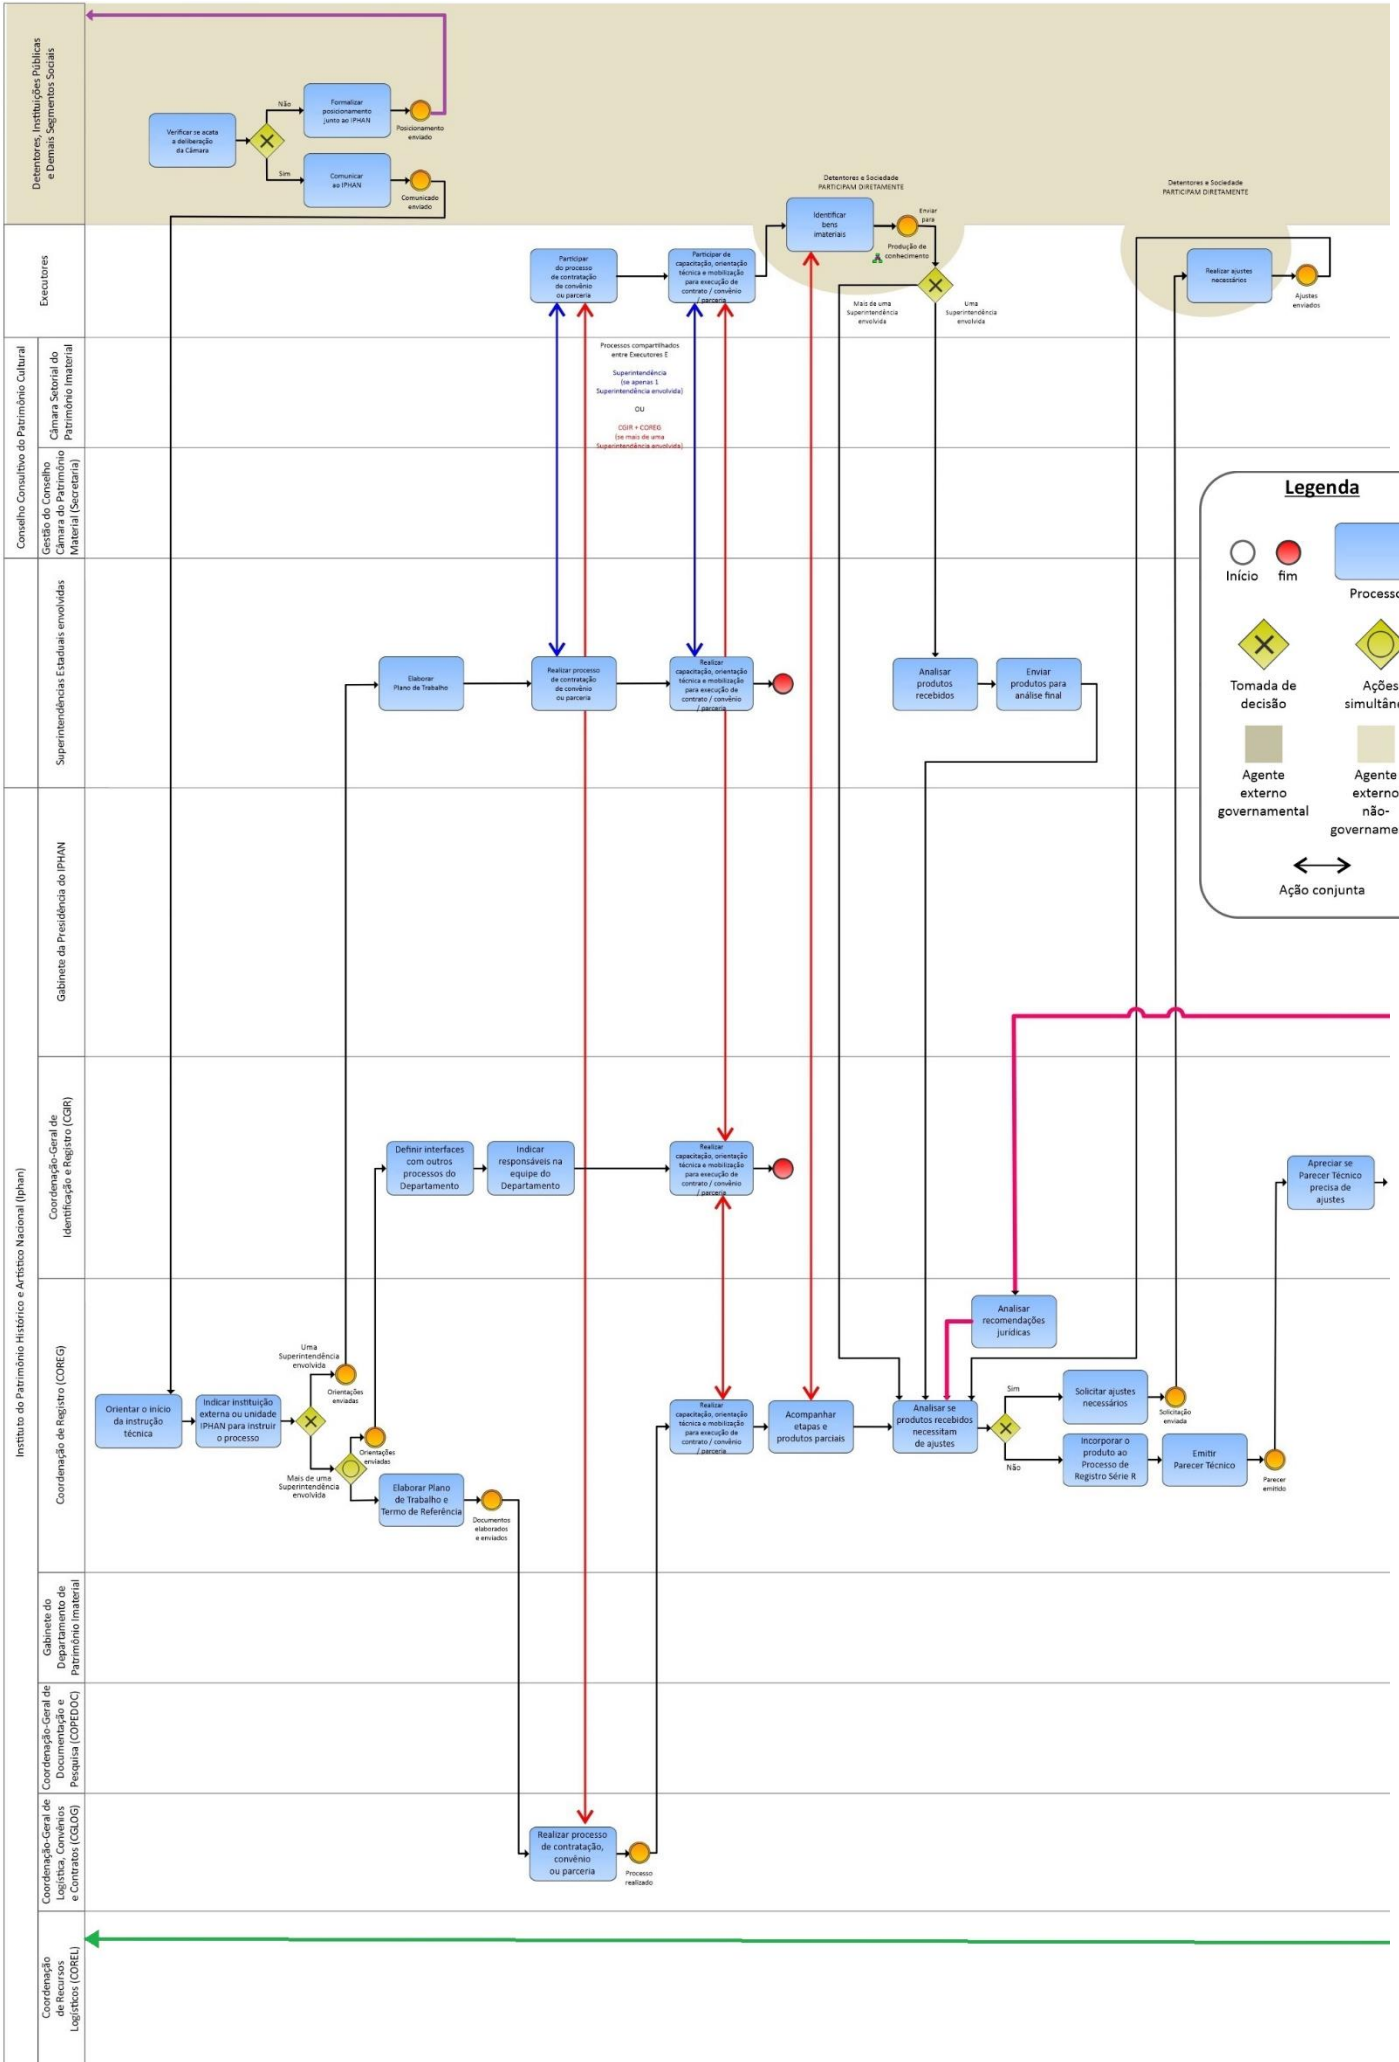 Detentores, Instituições Públicas
e Demais Segmentos Sociais
Verificar se acata
a deliberação
da Câmara
Não
Formalizar
posicionamento
junto ao IPHAN
Posicionamento
enviado
Sim
Comunicar
ao IPHAN
Comunicado
enviado
Detentores e Sociedade
PARTICIPAM DIRETAMENTE
Detentores e Sociedade
PARTICIPAM DIRETAMENTE
Executores
Participar
do processo
de contratação
de convênio
ou parceria
Participar de
capacitação, orientação
técnica e mobilização
para execução de
contrato / convênio
/ parceria
Identificar
bens
imateriais
Enviar
para
Produção de
conhecimento
Mais de uma
Superintendência
envolvida
Uma
Superintendência
envolvida
Realizar ajustes
necessários
Ajustes
enviados
Conselho Consultivo do Patrimônio Cultural
Câmara Setorial do
Patrimônio Imaterial
Processos compartilhados
entre Executores E
Superintendência
(se apenas 1
Superintendência envolvida)
OU
CGIR + COREG
(se mais de uma
Superintendência envolvida)
Gestão do Conselho
Câmara do Patrimônio
Material (Secretaria)
Legenda
Início
fim
Processo
Tomada de
decisão
Ações
simultâne
Agente
externo
governamental
Agente
externo
não-
govername
Ação conjunta
Superintendências Estaduais envolvidas
Elaborar
Plano de Trabalho
Realizar processo
de contratação
de convênio
ou parceria
Realizar
capacitação, orientação
técnica e mobilização
para execução de
contrato / convênio
/ parceria
Analisar
produtos
recebidos
Enviar
produtos para
análise final
Instituto do Patrimônio Histórico e Artístico Nacional (Iphan)
Gabinete da Presidência do IPHAN
Coordenação-Geral de
Identificação e Registro (CGIR)
Definir interfaces
com outros
processos do
Departamento
Indicar
responsáveis na
equipe do
Departamento
Realizar
capacitação, orientação
técnica e mobilização
para execução de
contrato / convênio
/ parceria
Apreciar se
Parecer Técnico
precisa de
ajustes
Coordenação de Registro (COREG)
Orientar o início
da instrução
técnica
Indicar instituição
externa ou unidade
IPHAN para instruir
o processo
Uma
Superintendência
envolvida
Orientações
enviadas
Mais de uma
Superintendência
envolvida
Orientações
enviadas
Elaborar Plano
de Trabalho e
Termo de Referência
Documentos
elaborados
e enviados
Realizar
capacitação, orientação
técnica e mobilização
para execução de
contrato / convênio
/ parceria
Acompanhar
etapas e
produtos parciais
Analisar se
produtos recebidos
necessitam
de ajustes
Analisar
recomendações
jurídicas
Sim
Solicitar ajustes
necessários
Solicitação
enviada
Não
Incorporar o
produto ao
Processo de
Registro Série R
Emitir
Parecer Técnico
Parecer
emitido
Gabinete do
Departamento de
Patrimônio Imaterial
Coordenação-Geral de
Documentação e
Pesquisa (COPEDOC)
Coordenação-Geral de
Logística, Convênios
e Contratos (CGLOG)
Realizar processo
de contratação,
convênio
ou parceria
Processo
realizado
Coordenação
de Recursos
Logísticos (COREL)